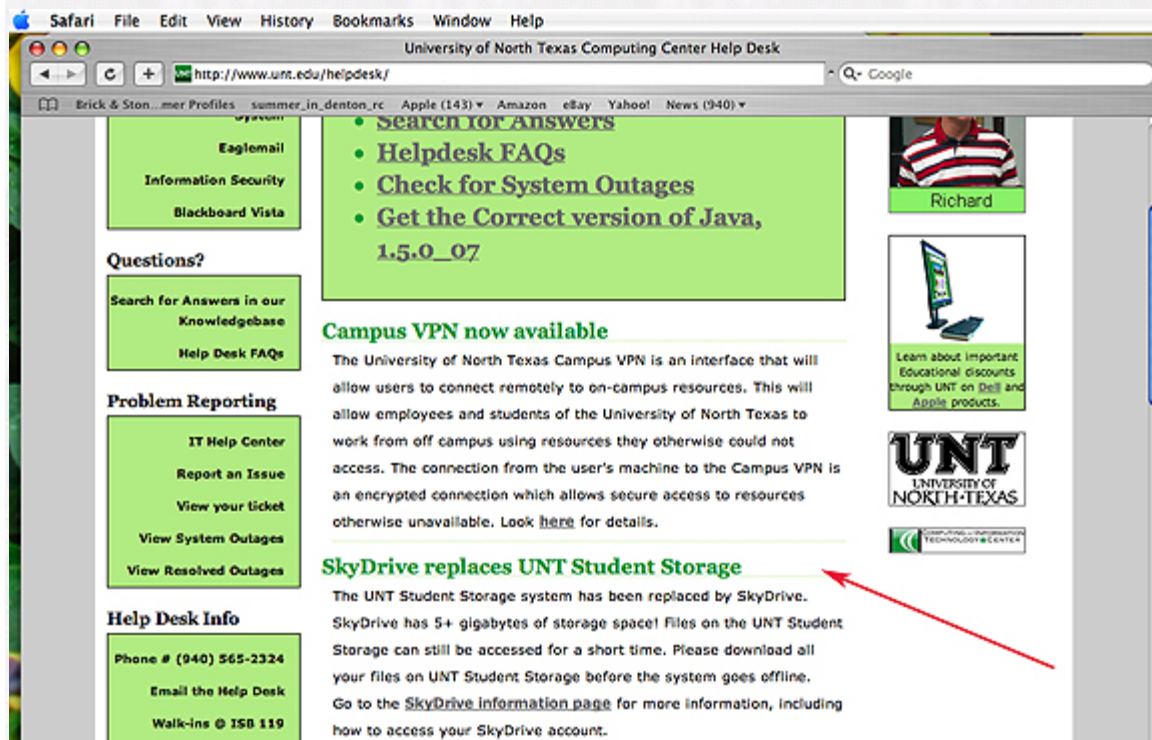 Safari File Edit View History Bookmarks Window Help
University of North Texas Computing Center Help Desk
http://www.unt.edu/helpdesk/
Google
Brick & Ston...mer Profiles summer_in_denton_rc Apple (143) Amazon eBay Yahoo! News (940)
System
Eaglemail
Information Security
Blackboard Vista
Questions?
Search for Answers in our
Knowledgebase
Help Desk FAQs
Problem Reporting
IT Help Center
Report an Issue
View your ticket
View System Outages
View Resolved Outages
Help Desk Info
Phone # (940) 565-2324
Email the Help Desk
Walk-ins @ ISB 119
Search for Answers
Helpdesk FAQs
Check for System Outages
Get the Correct version of Java,
1.5.0_07
Campus VPN now available
The University of North Texas Campus VPN is an interface that will
allow users to connect remotely to on-campus resources. This will
allow employees and students of the University of North Texas to
work from off campus using resources they otherwise could not
access. The connection from the user's machine to the Campus VPN is
an encrypted connection which allows secure access to resources
otherwise unavailable. Look here for details.
SkyDrive replaces UNT Student Storage
The UNT Student Storage system has been replaced by SkyDrive.
SkyDrive has 5+ gigabytes of storage space! Files on the UNT Student
Storage can still be accessed for a short time. Please download all
your files on UNT Student Storage before the system goes offline.
Go to the SkyDrive information page for more information, including
how to access your SkyDrive account.
Richard
Learn about important
Educational discounts
through UNT on Dell and
Apple products.
UNT
UNIVERSITY OF
NORTH·TEXAS
COMPUTING AND INFORMATION
TECHNOLOGY CENTER